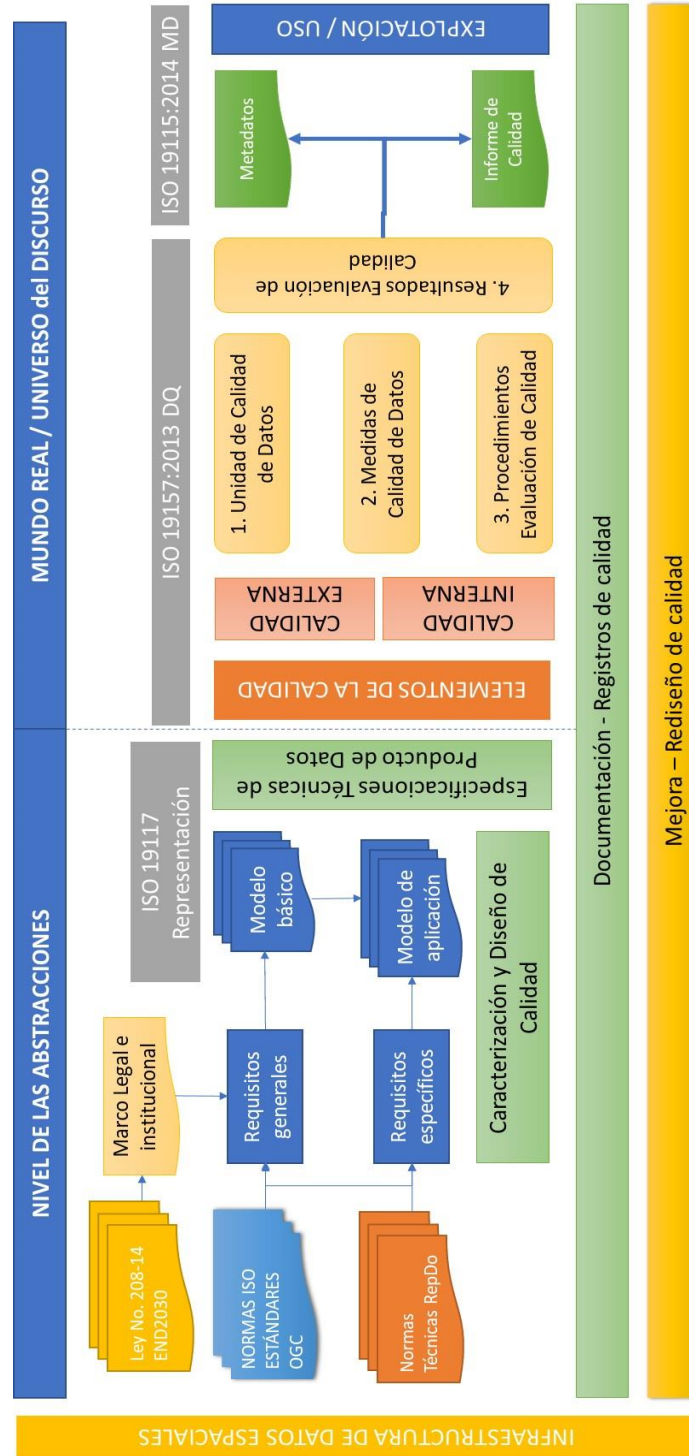 INFRAESTRUCTURA DE DATOS ESPACIALES
NIVEL DE LAS ABSTRACCIONES
MUNDO REAL / UNIVERSO del DISCURSO
Ley No. 208-14
END2030
Marco Legal e
institucional
NORMAS ISO
ESTÁNDARES
OGC
Normas
Técnicas RepDo
Requisitos
generales
Requisitos
específicos
ISO 19117
Representación
Modelo
básico
Modelo de
aplicación
Caracterización y Diseño de
Calidad
Especificaciones Técnicas de
Producto de Datos
ISO 19157:2013 DQ
ELEMENTOS DE LA CALIDAD
CALIDAD
EXTERNA
CALIDAD
INTERNA
1. Unidad de Calidad
de Datos
2. Medidas de
Calidad de Datos
3. Procedimientos
Evaluación de Calidad
4. Resultados Evaluación de
Calidad
ISO 19115:2014 MD
Metadatos
Informe de
Calidad
EXPLOTACIÓN / USO
Documentación - Registros de calidad
Mejora – Rediseño de calidad